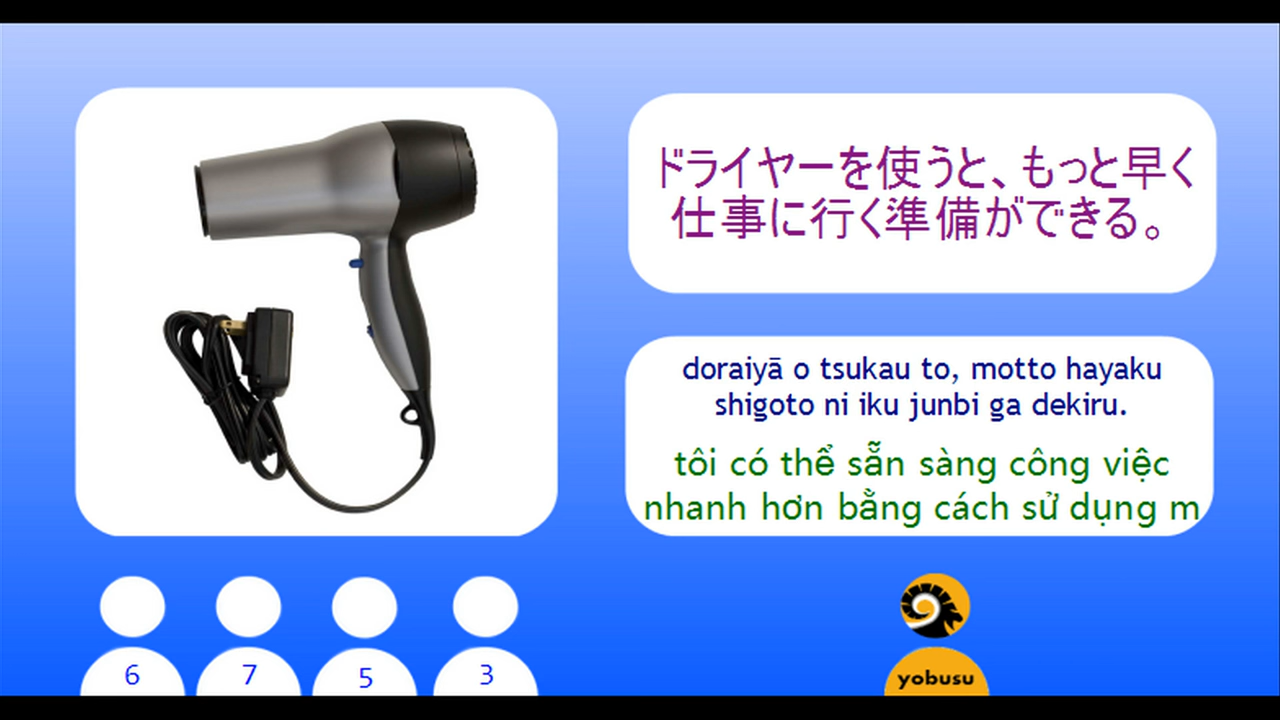 ドライヤーを使うと、もっと早く
仕事に行く準備ができる。
doraiyā o tsukau to, motto hayaku
shigoto ni iku junbi ga dekiru.
tôi có thể sẵn sàng công việc
nhanh hơn bằng cách sử dụng m
6 7 5 3
yobusu